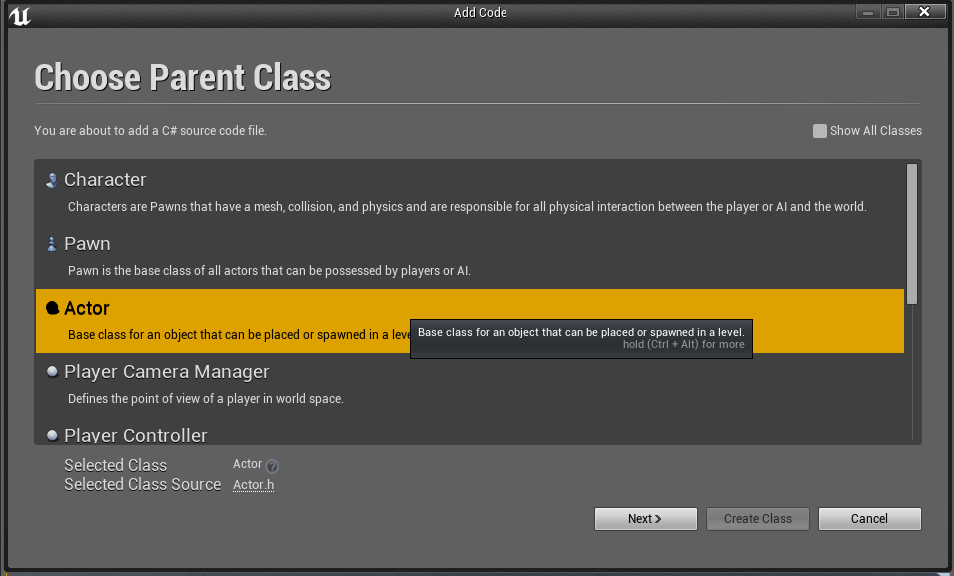 Add Code
Choose Parent Class
You are about to add a C# source code file.
Show All Classes
Character
Characters are Pawns that have a mesh, collision, and physics and are responsible for all physical interaction between the player or AI and the world.
Pawn
Pawn is the base class of all actors that can be possessed by players or AI.
Actor
Base class for an object that can be placed or spawned in a leve
Base class for an object that can be placed or spawned in a level.
hold (Ctrl + Alt) for more
Player Camera Manager
Defines the point of view of a player in world space.
Player Controller
Selected Class Actor ?
Selected Class Source Actor.h
Next >
Create Class
Cancel